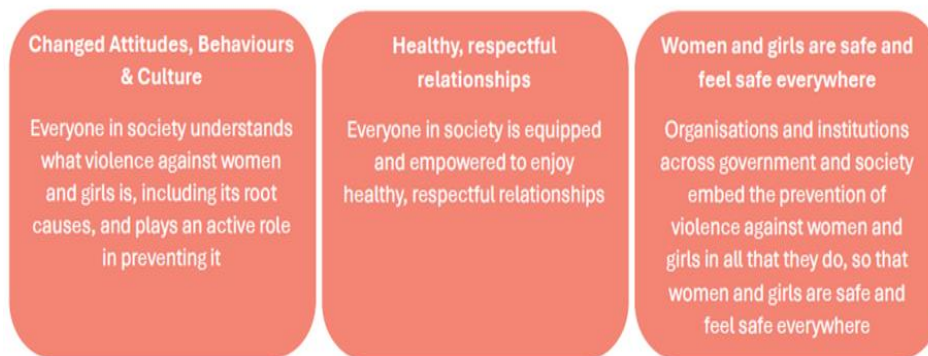 Changed Attitudes, Behaviours
& Culture
Everyone in society understands
what violence against women
and girls is, including its root
causes, and plays an active role
in preventing it
Healthy, respectful
relationships
Everyone in society is equipped
and empowered to enjoy
healthy, respectful relationships
Women and girls are safe and
feel safe everywhere
Organisations and institutions
across government and society
embed the prevention of
violence against women and
girls in all that they do, so that
women and girls are safe and
feel safe everywhere